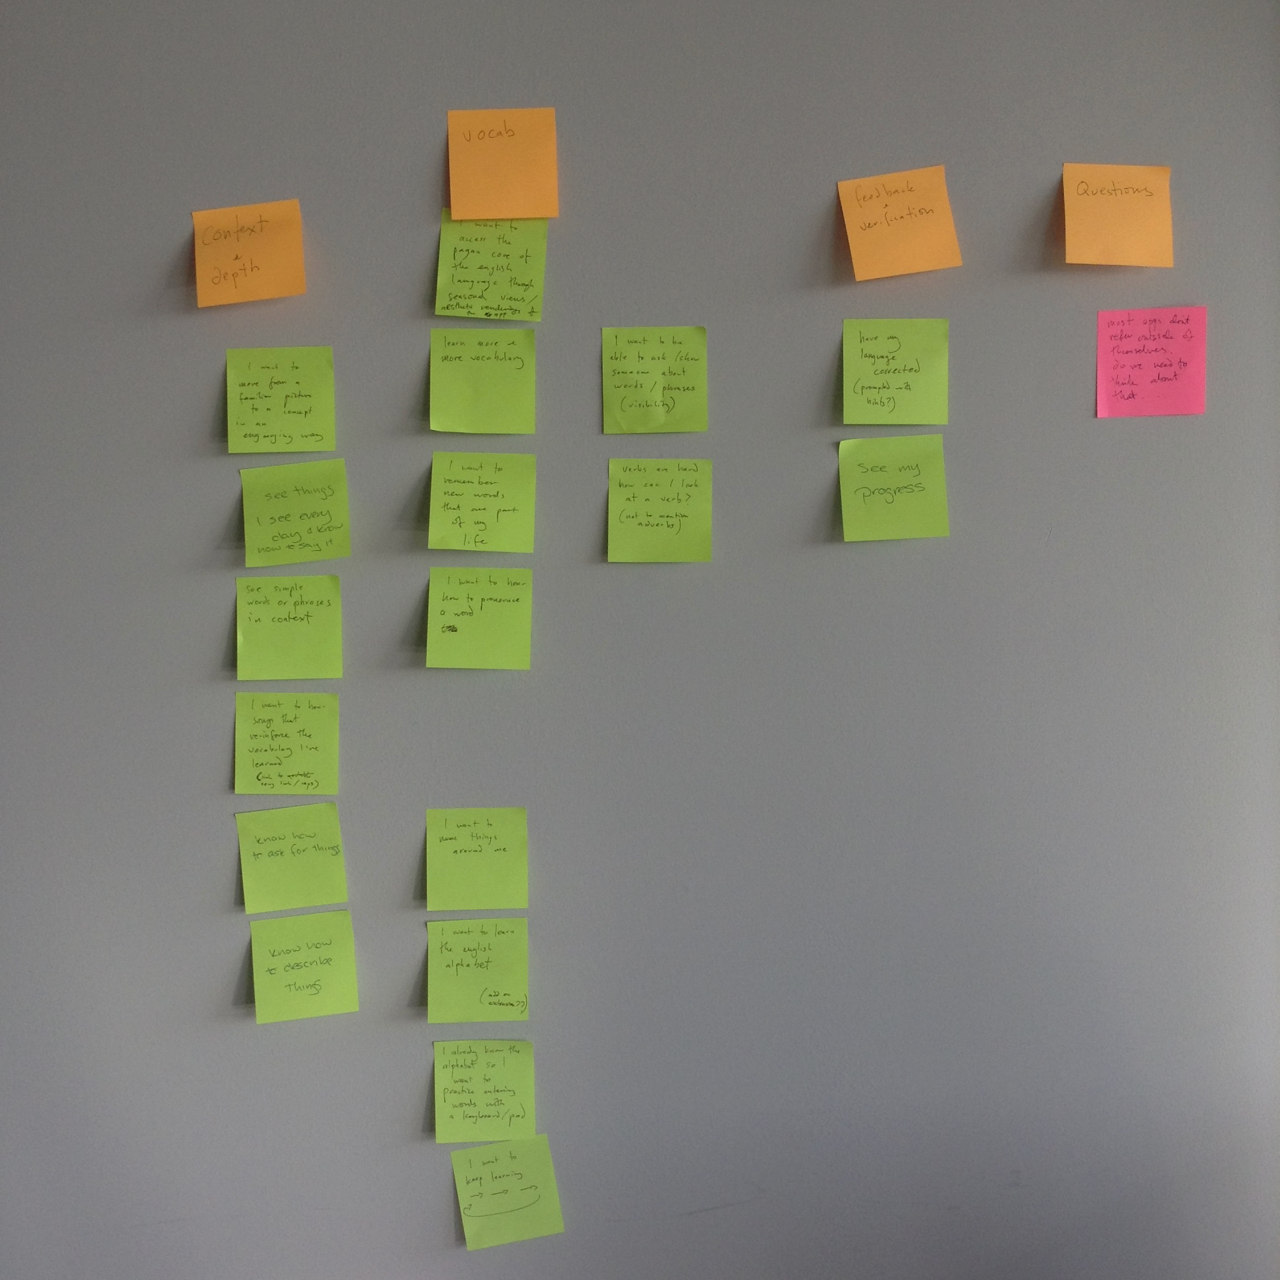 Context
&
depth
I want to
move from a
familiar picture
to a concept
in an
engaging way
see things
I see every
day & know
how to say it
see simple
words or phrases
in context
I want to hear
songs that
re-inforce the
vocabulary I've
learned
know how
to ask for things
know how
to describe
things
vocab
I want to
access the
pagan core of
the english
language through
seasonal views/
aesthetic
learn more &
more vocabulary
I want to
remember
new words
that are part
of my
life
I want to hear
how to pronounce
a word
I want to
name things
around me
I want to learn
the english
alphabet
I already know the
alphabet so I
want to
practice entering
words with
a keyboard/
I want to
keep learning
I want to be
able to ask/show
someone about
words/phrases
(visibility)
verbs are hard
how can I look
at a verb?
(not to mention
adverbs)
feedback
&
verification
have my
language
corrected
(prompted with
hints?)
see my
progress
Questions
most apps don't
refer outside of
themselves.
do we need to
think about
that